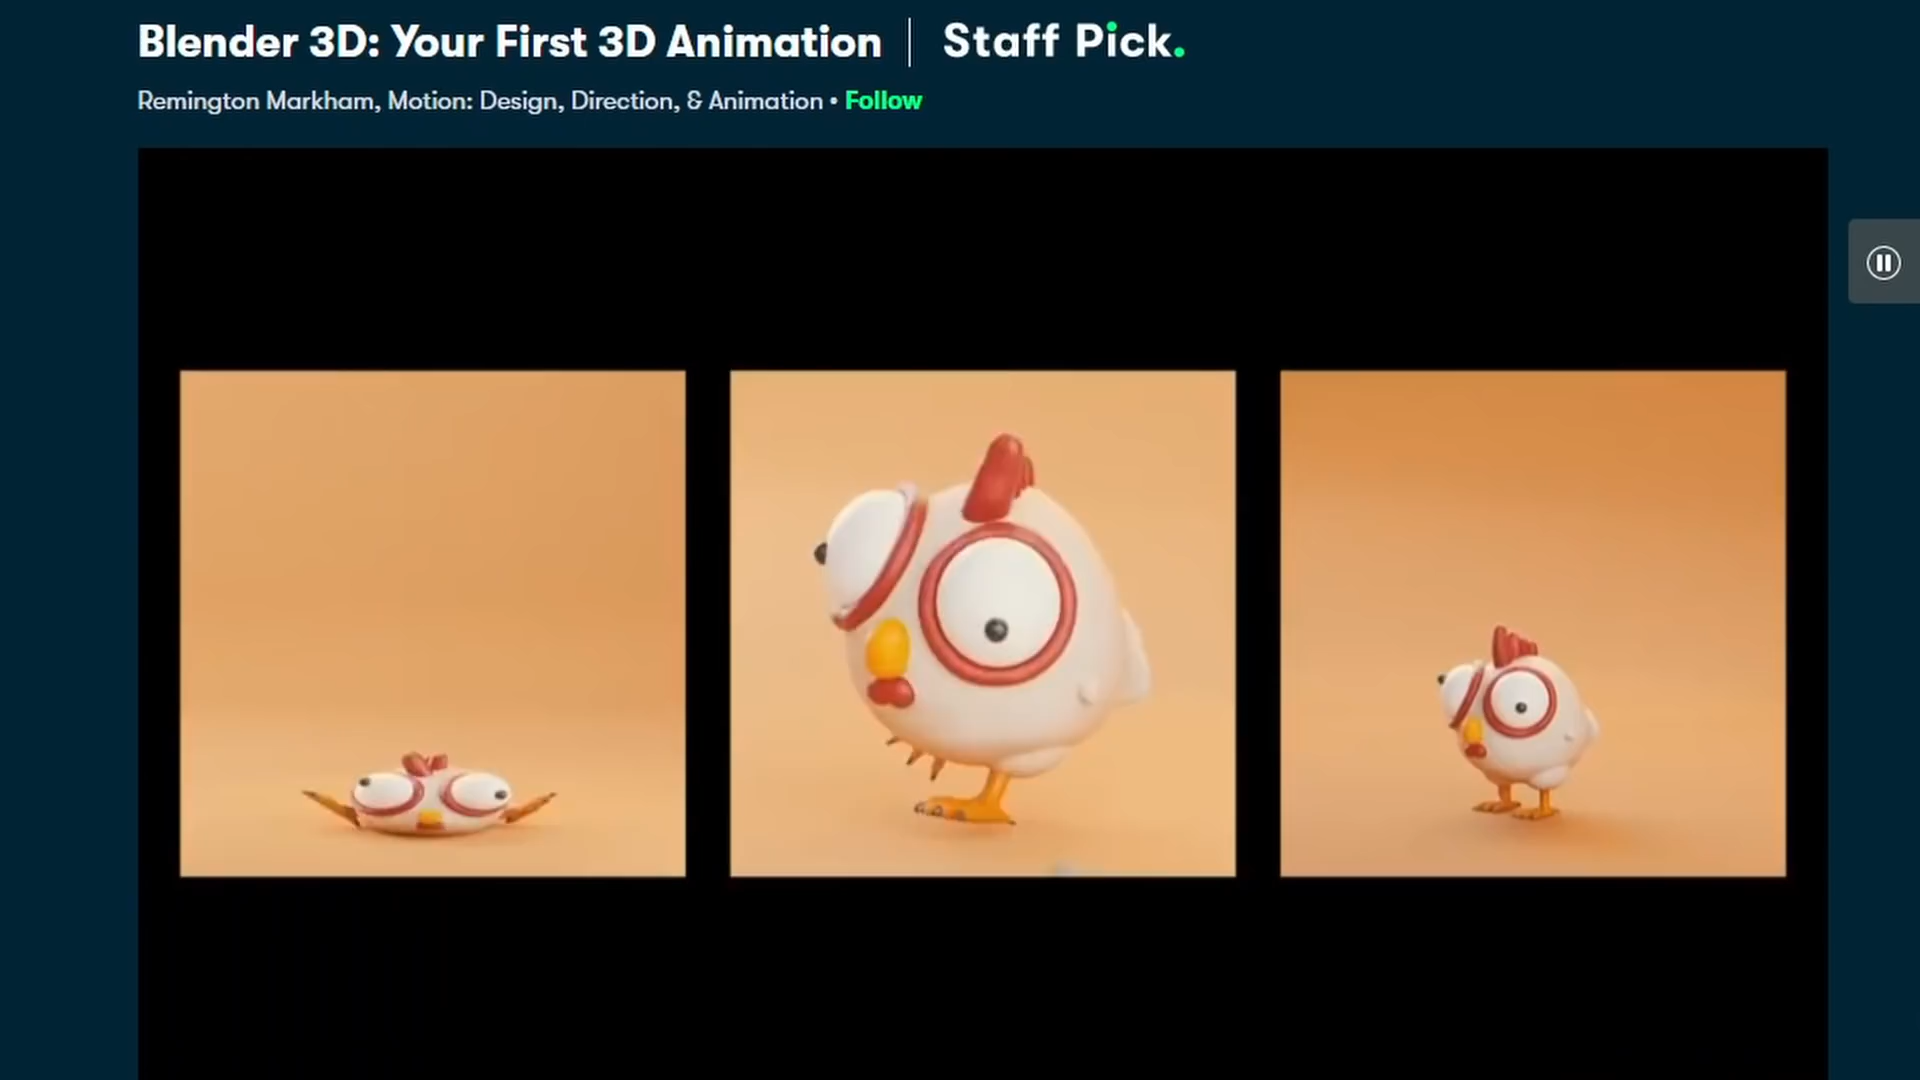 Blender 3D: Your First 3D Animation | Staff Pick.
Remington Markham, Motion: Design, Direction, & Animation • Follow